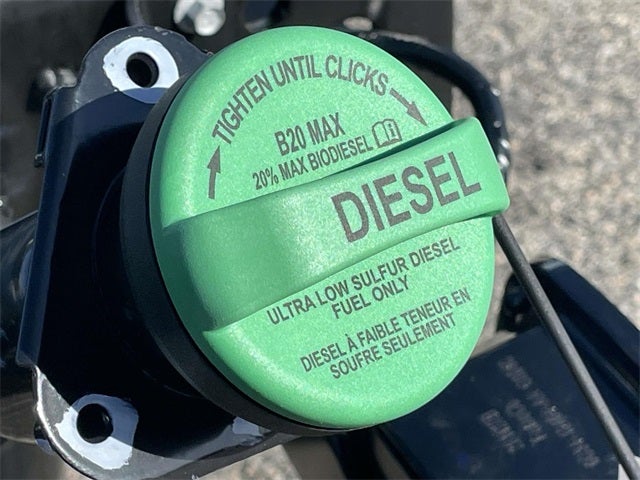 TIGHTEN UNTIL CLICKS
B20 MAX
20% MAX BIODIESEL
DIESEL
ULTRA LOW SULFUR DIESEL
FUEL ONLY
DIESEL À FAIBLE TENEUR EN
SOUFRE SEULEMENT